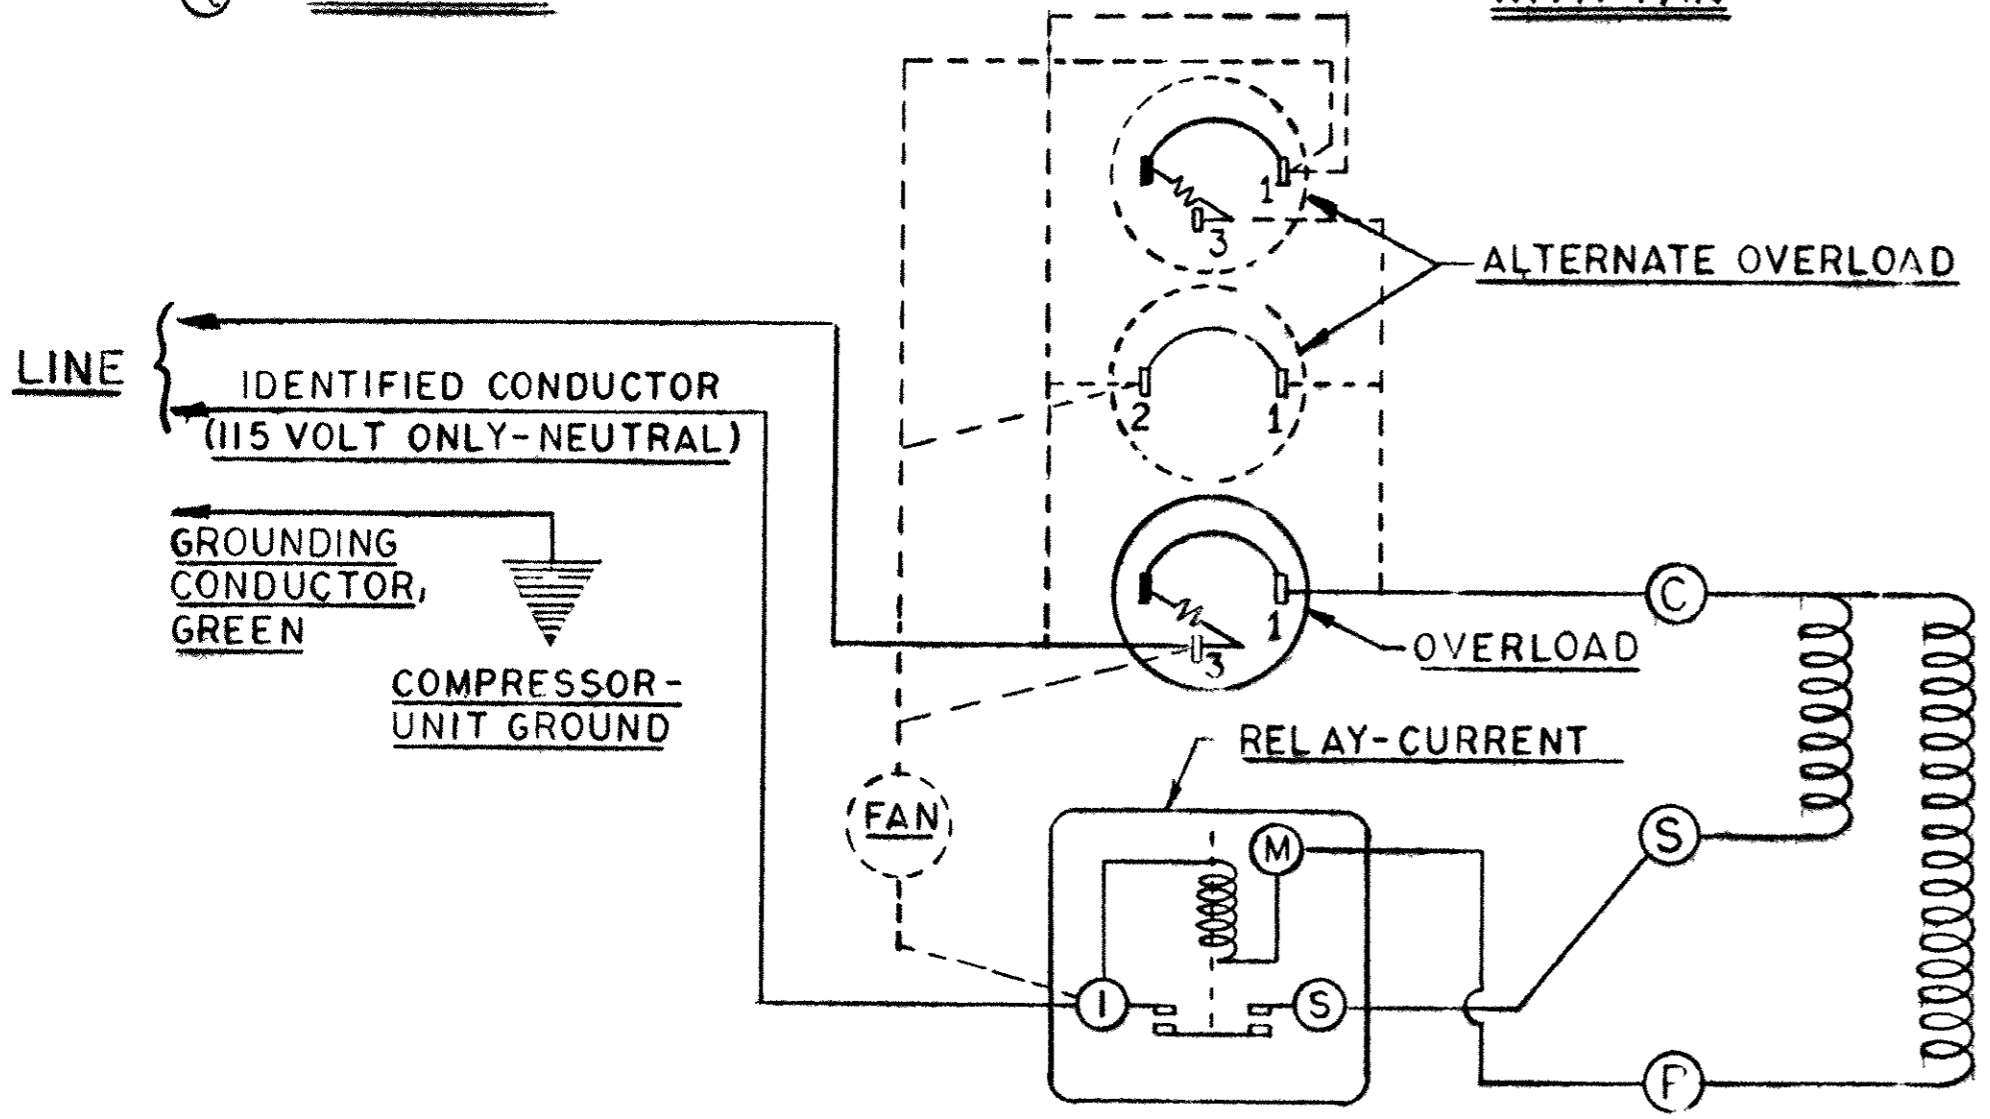 1
3
ALTERNATE OVERLOAD
2
1
LINE
IDENTIFIED CONDUCTOR
(115 VOLT ONLY-NEUTRAL)
GROUNDING
CONDUCTOR,
GREEN
COMPRESSOR-
UNIT GROUND
1
3
OVERLOAD
C
RELAY-CURRENT
FAN
M
S
I
S